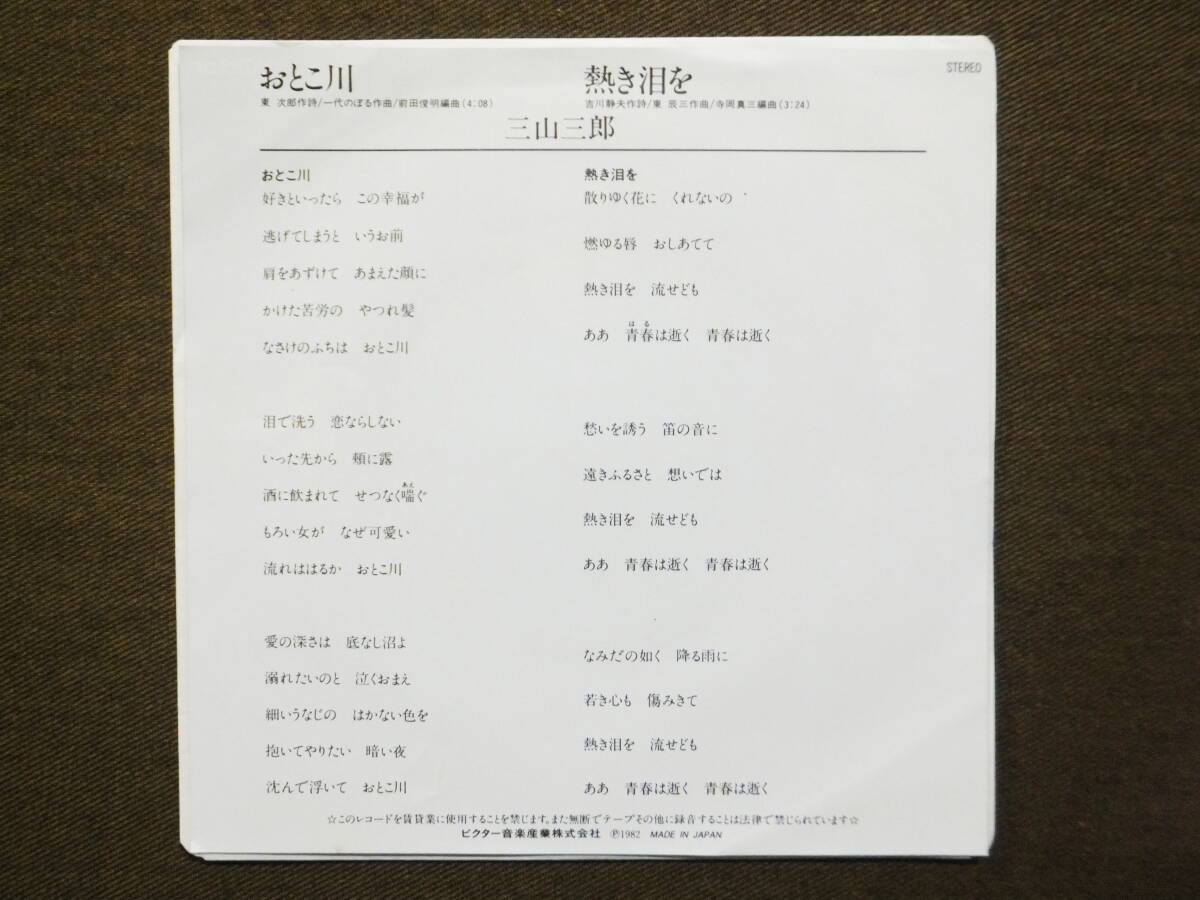 STEREO
おとこ川
東 次郎作詩/一代のぼる作曲/前田俊明編曲(4:08)
熱き泪を
吉川静夫作詩/東 辰三作曲/寺岡真三編曲(3:24)
三山三郎
おとこ川
好きといったら この幸福が
逃げてしまうと いうお前
肩をあずけて あまえた顔に
かけた苦労の やつれ髪
なさけのふちは おとこ川
泪で洗う 恋ならしない
いった先から 頬に露
酒に飲まれて せつなく喘ぐ
あえ
もろい女が なぜ可愛い
流れははるか おとこ川
愛の深さは 底なし沼よ
溺れたいのと 泣くおまえ
細いうなじの はかない色を
抱いてやりたい 暗い夜
沈んで浮いて おとこ川
熱き泪を
散りゆく花に くれないの
燃ゆる唇 おしあてて
熱き泪を 流せども
はる
ああ 青春は逝く 青春は逝く
愁いを誘う 笛の音に
遠きふるさと 想いでは
熱き泪を 流せども
ああ 青春は逝く 青春は逝く
なみだの如く 降る雨に
若き心も 傷みきて
熱き泪を 流せども
ああ 青春は逝く 青春は逝く
☆このレコードを賃貸業に使用することを禁じます。また無断でテープその他に録音することは法律で禁じられています☆
ビクター音楽産業株式会社 Ⓟ1982 MADE IN JAPAN